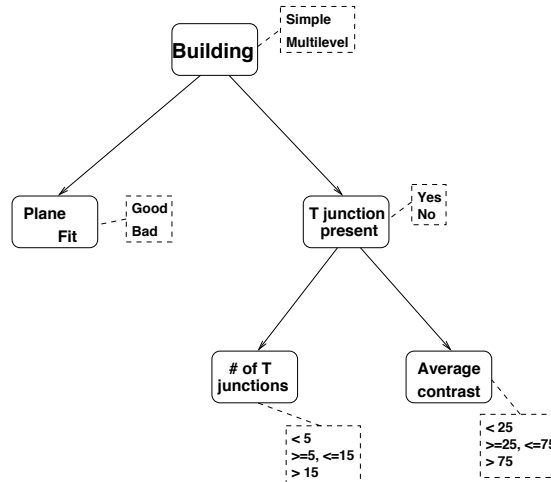 Simple
Multilevel
Building
Plane
Fit
Good
Bad
T junction
present
Yes
No
# of T
junctions
Average
contrast
< 5
>=5, <=15
> 15
< 25
>=25, <=75
> 75